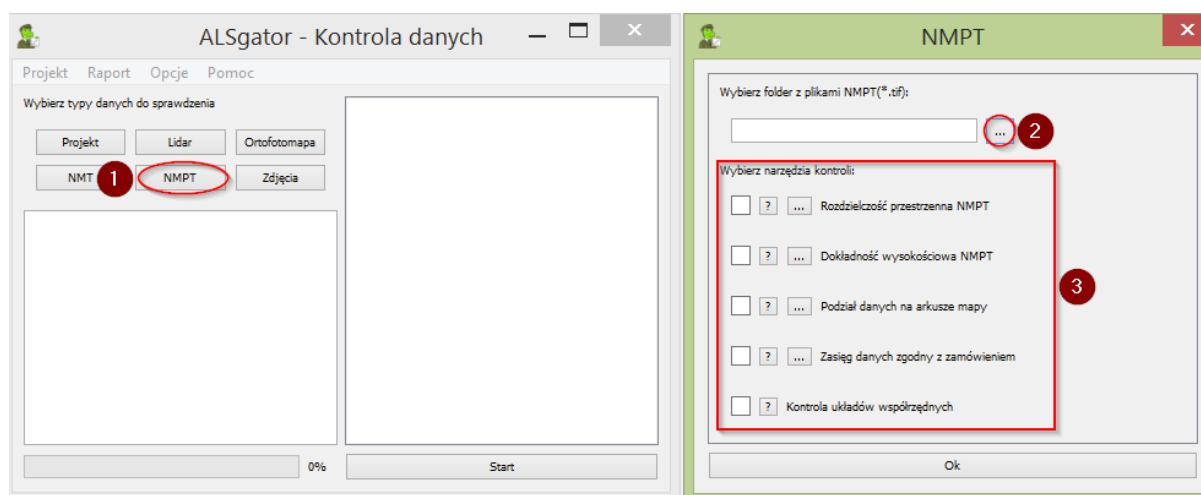 ALSgator - Kontrola danych
Projekt Raport Opcje Pomoc
Wybierz typy danych do sprawdzenia
Projekt Lidar Ortofotomapa
NMT 1 NMPT Zdjęcia
0% Start
NMPT
Wybierz folder z plikami NMPT(*.tif):
... 2
Wybierz narzędzia kontroli:
? ... Rozdzielczość przestrzenna NMPT
? ... Dokładność wysokościowa NMPT
3
? ... Podział danych na arkusze mapy
? ... Zasięg danych zgodny z zamówieniem
? Kontrola układów współrzędnych
Ok